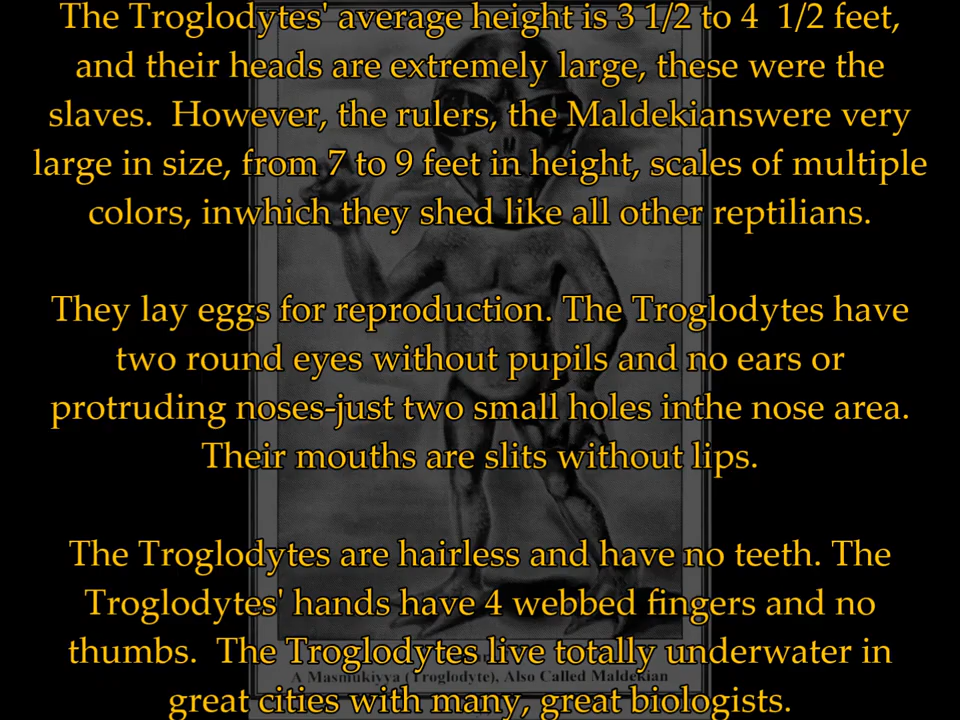 The Troglodytes' average height is 3 1/2 to 4  1/2 feet,
and their heads are extremely large, these were the
slaves.  However, the rulers, the Maldekianswere very
large in size, from 7 to 9 feet in height, scales of multiple
colors, inwhich they shed like all other reptilians.
They lay eggs for reproduction. The Troglodytes have
two round eyes without pupils and no ears or
protruding noses-just two small holes inthe nose area.
Their mouths are slits without lips.
The Troglodytes are hairless and have no teeth. The
Troglodytes' hands have 4 webbed fingers and no
thumbs.  The Troglodytes live totally underwater in
A Masmukiyya (Troglodyte), Also Called Maldekian
great cities with many, great biologists.